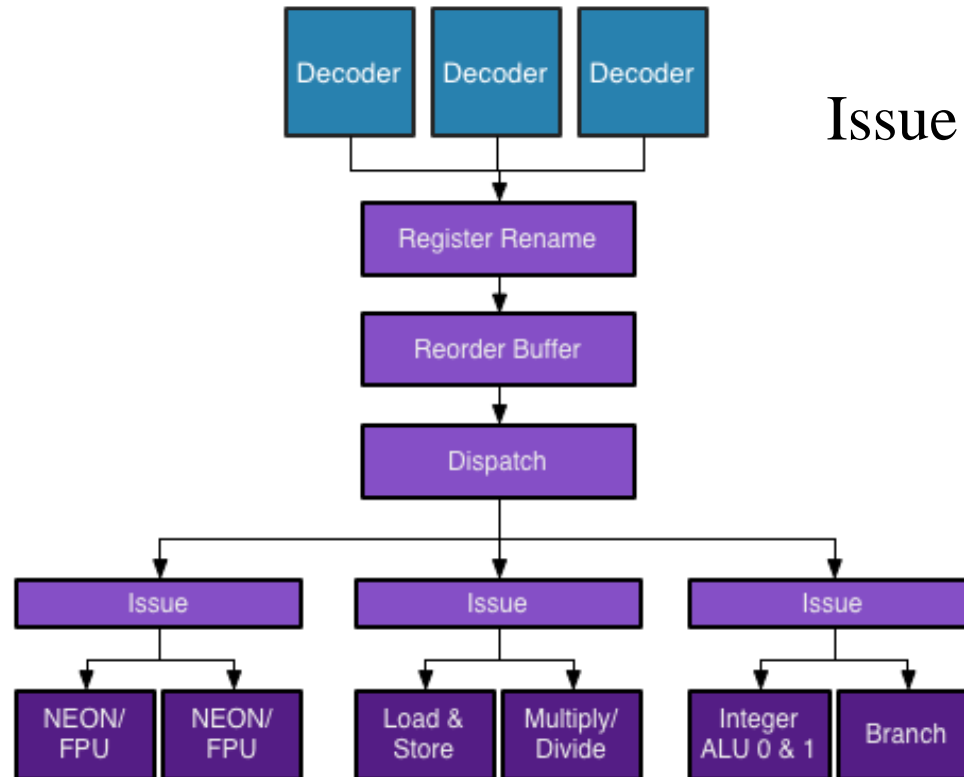 Decoder Decoder Decoder
Issue
Register Rename
Reorder Buffer
Dispatch
Issue Issue Issue
NEON/
FPU
NEON/
FPU
Load &
Store
Multiply/
Divide
Integer
ALU 0 & 1
Branch